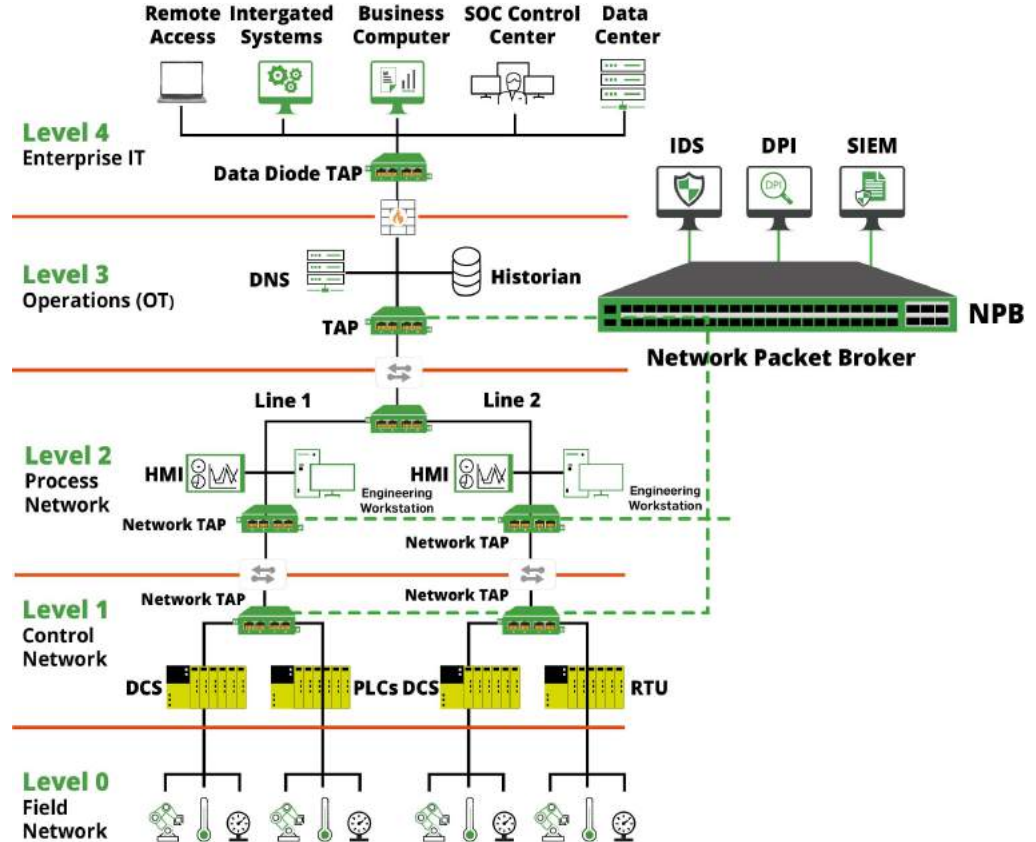 Remote
Access
Intergated
Systems
Business
Computer
SOC Control
Center
Data
Center
Level 4
Enterprise IT
Data Diode TAP
IDS
DPI
SIEM
DPI
Level 3
Operations (OT)
DNS
Historian
TAP
NPB
Network Packet Broker
Line 1
Line 2
Level 2
Process
Network
HMI
Engineering
Workstation
HMI
Engineering
Workstation
Network TAP
Network TAP
Level 1
Control
Network
Network TAP
Network TAP
DCS
PLCs
DCS
RTU
Level 0
Field
Network